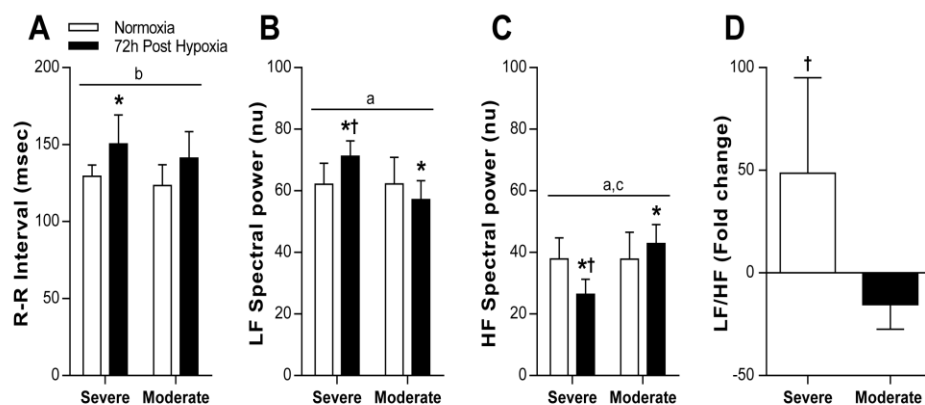 A
Normoxia
72h Post Hypoxia
R-R Interval (msec)
200
150
100
50
0
b
*
Severe Moderate
B
LF Spectral power (nu)
100
80
60
40
20
0
a
*†
*
Severe Moderate
C
HF Spectral power (nu)
100
80
60
40
20
0
a,c
*†
*
Severe Moderate
D
LF/HF (Fold change)
100
50
0
-50
†
Severe Moderate